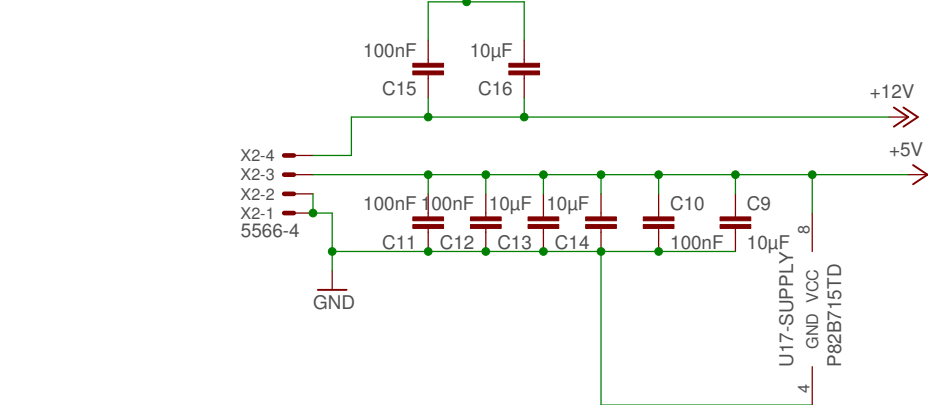 100nF 10µF
C15 C16
+12V
+5V
X2-4
X2-3
X2-2
X2-1
5566-4
100nF 100nF 10µF 10µF C10 C9
C11 C12 C13 C14 100nF 10µF
GND
8
U17-SUPPLY
GND VCC
P82B715TD
4